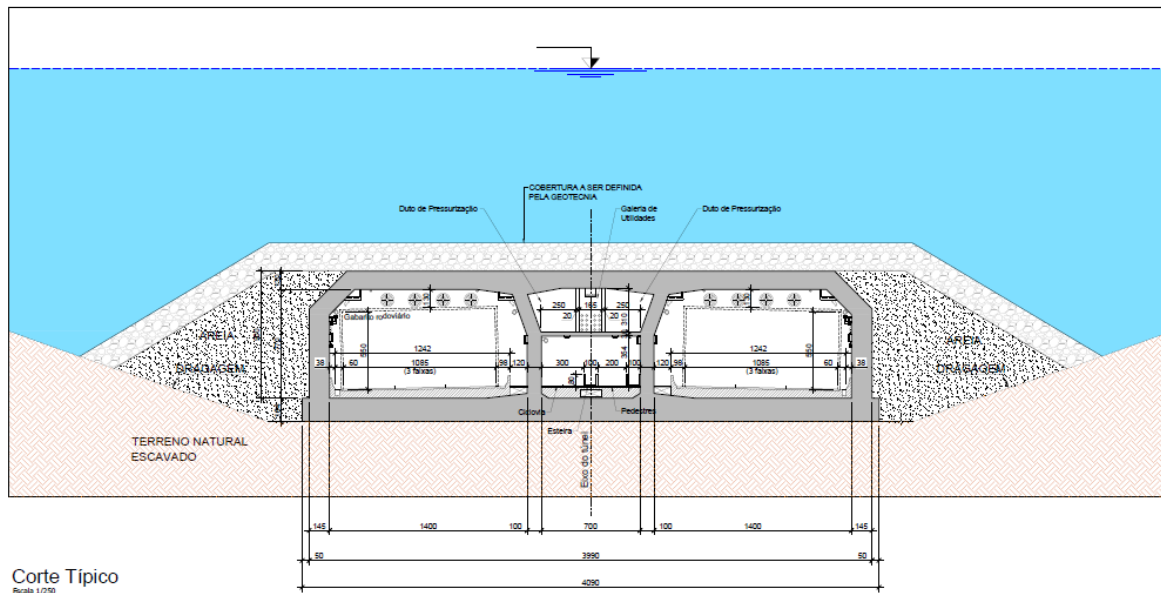 COBERTURA A SER DEFINIDA
PELA GEOTECNIA
Duto de Pressurização
Galeria de
Utilidades
Duto de Pressurização
250 165 250
20 20
310
130
130
Gabarito rodoviário
AREIA
DRAGAGEM
AREIA
DRAGAGEM
550
550
1242
1242
38 60 1085 98 120 300 100 200 100 120 98 1085 60 38
(3 faixas)
(3 faixas)
Ciclovia
Pedestres
Esteira
Eixo do túnel
TERRENO NATURAL
ESCAVADO
145 1400 100 700 100 1400 145
50 3990 50
4090
Corte Típico
Escala 1/250